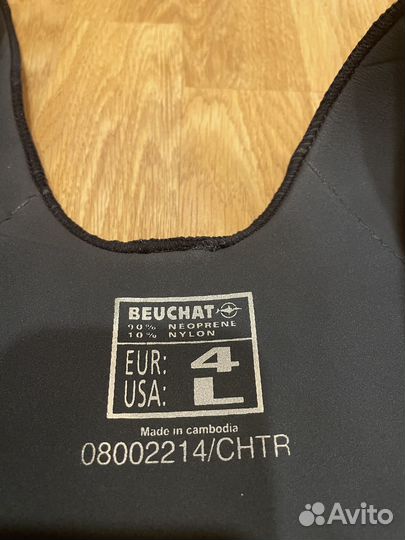 BEUCHAT
90% NEOPRENE
10% NYLON
EUR: 4
USA: L
Made in cambodia
08002214/CHTR
Avito